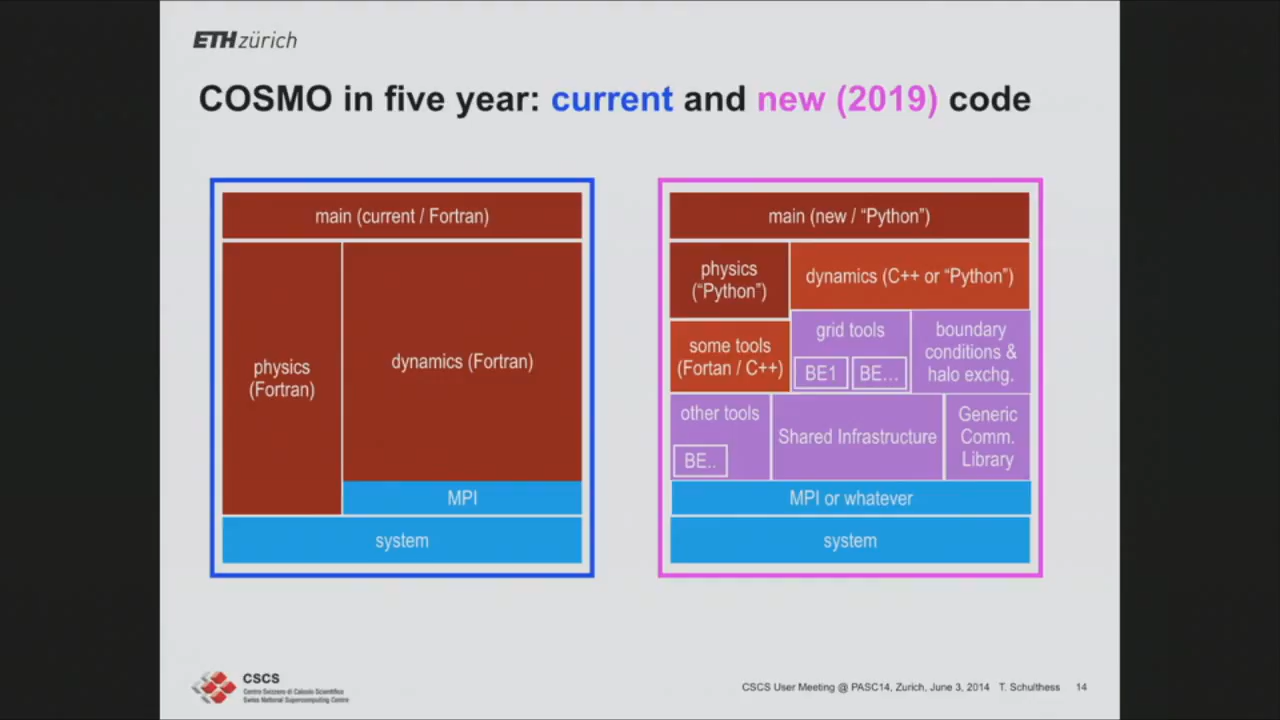 ETHzürich
COSMO in five year: current and new (2019) code
main (current / Fortran)
physics
(Fortran)
dynamics (Fortran)
MPI
system
main (new / “Python”)
physics
(“Python”)
dynamics (C++ or “Python”)
some tools
(Fortan / C++)
grid tools
BE1
BE...
boundary
conditions &
halo exchg.
other tools
BE..
Shared Infrastructure
Generic
Comm.
Library
MPI or whatever
system
CSCS
Centro Svizzero di Calcolo Scientifico
Swiss National Supercomputing Centre
CSCS User Meeting @ PASC14, Zurich, June 3, 2014 T. Schulthess 14